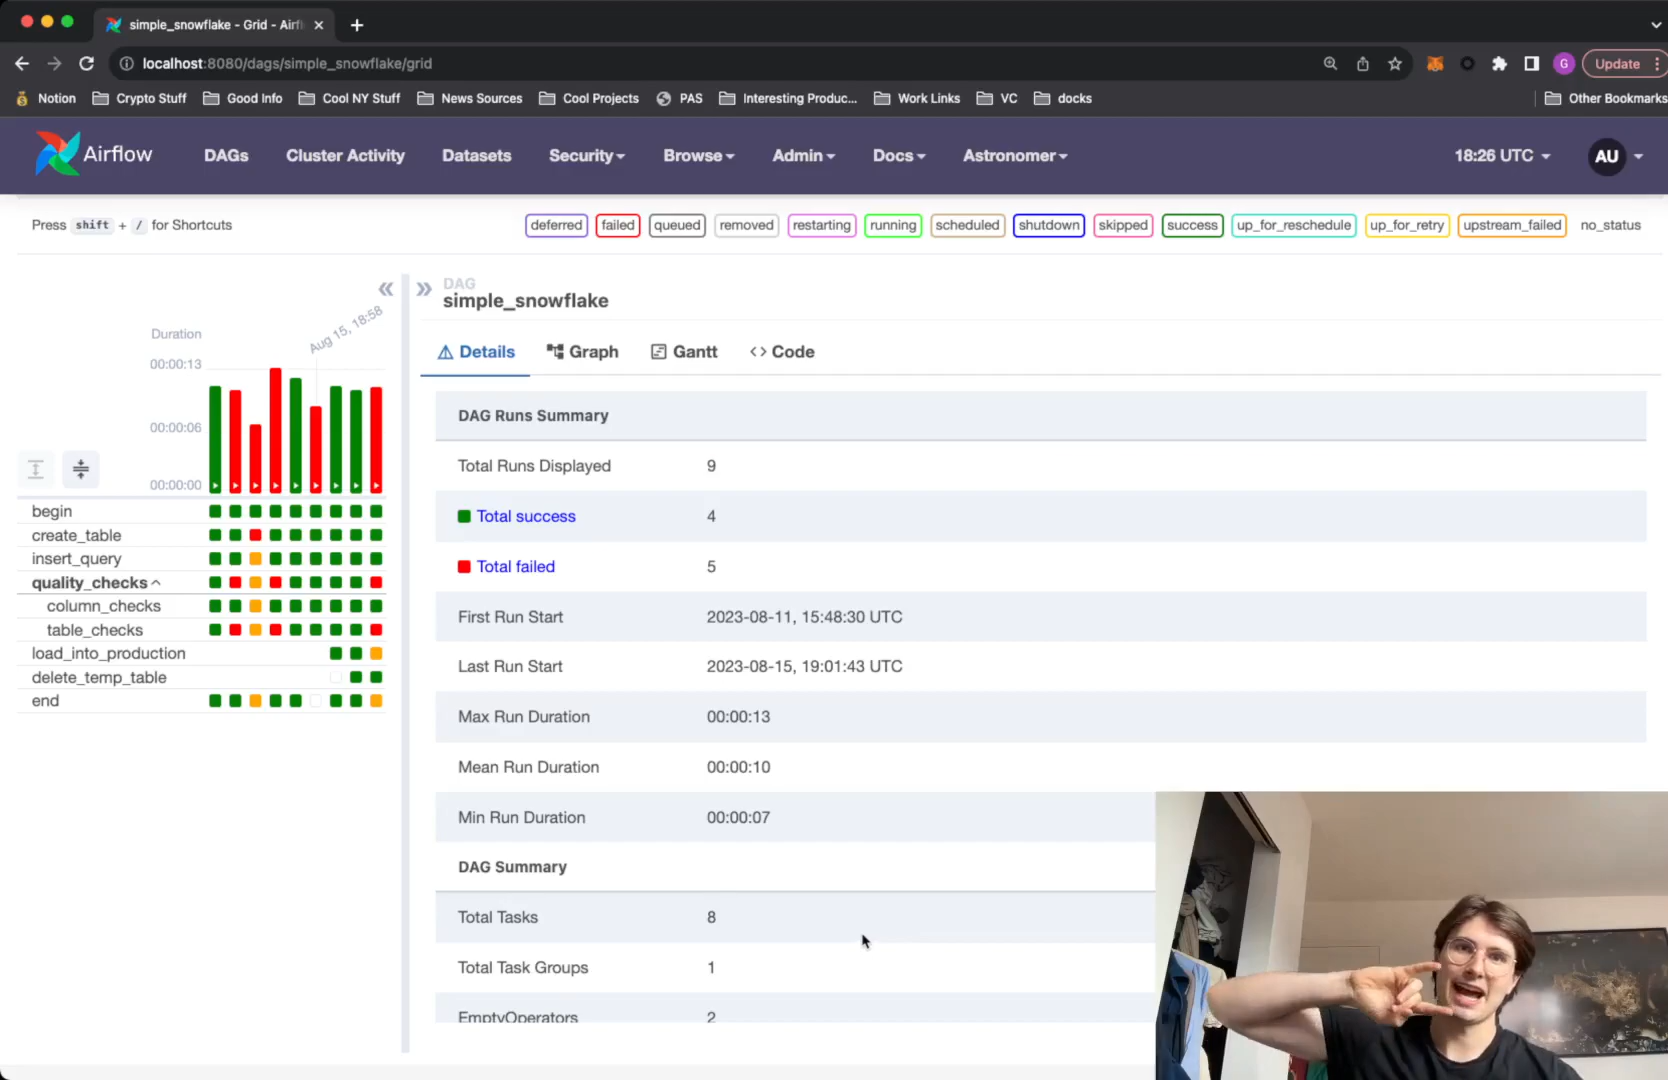 simple_snowflake - Grid - Airfl
localhost:8080/dags/simple_snowflake/grid
G
Update
Notion
Crypto Stuff
Good Info
Cool NY Stuff
News Sources
Cool Projects
PAS
Interesting Produc...
Work Links
VC
docks
Other Bookmarks
Airflow
DAGs
Cluster Activity
Datasets
Security
Browse
Admin
Docs
Astronomer
18:26 UTC
AU
Press shift + / for Shortcuts
deferred
failed
queued
removed
restarting
running
scheduled
shutdown
skipped
success
up_for_reschedule
up_for_retry
upstream_failed
no_status
Duration
Aug 15, 18:58
00:00:13
00:00:06
00:00:00
begin
create_table
insert_query
quality_checks
column_checks
table_checks
load_into_production
delete_temp_table
end
DAG
simple_snowflake
Details
Graph
Gantt
Code
DAG Runs Summary
Total Runs Displayed 9
Total success 4
Total failed 5
First Run Start 2023-08-11, 15:48:30 UTC
Last Run Start 2023-08-15, 19:01:43 UTC
Max Run Duration 00:00:13
Mean Run Duration 00:00:10
Min Run Duration 00:00:07
DAG Summary
Total Tasks 8
Total Task Groups 1
EmptyOperators 2